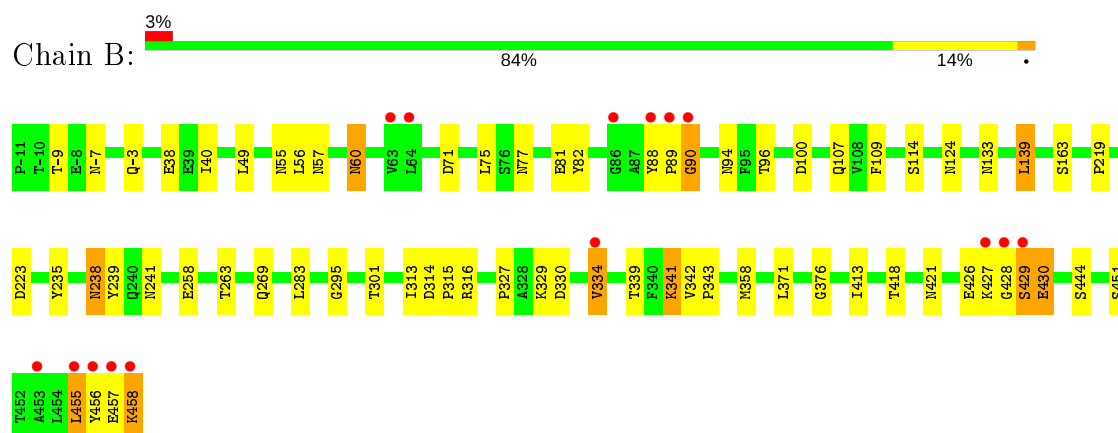 3%
Chain B:
84% 14% •
P-11 T-10 T-9 E-8 N-7 Q-3 E38 E39 I40 L49 N55 L56 N57 N60 V63 L64 D71 L75 S76 N77 E81 Y82 G86 A87 Y88 P89 G90 N94 F95 T96 D100 Q107 V108 F109 S114 N124 N133 L139 S163 P219
D223 Y235 N238 Y239 Q240 N241 E258 T263 Q269 L283 G295 T301 I313 D314 P315 R316 P327 A328 K329 D330 V334 T339 F340 K341 V342 P343 M358 L371 G376 I413 T418 N421 E426 K427 G428 S429 E430 S444 S451
T452 A453 L454 L455 Y456 E457 K458